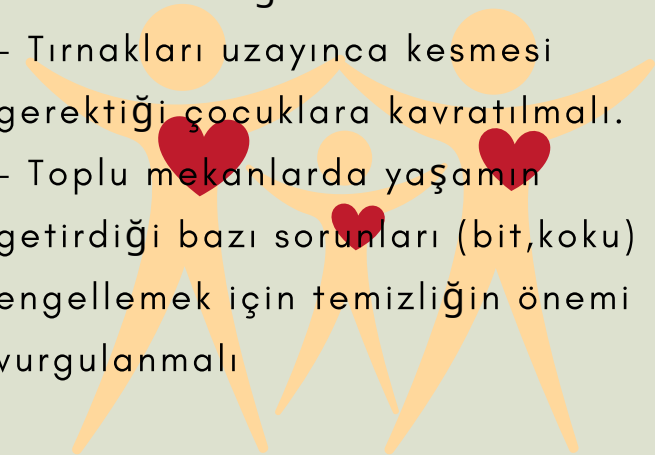 - Tırnakları uzayınca kesmesi
gerektiği çocuklara kavratılmalı.
- Toplu mekanlarda yaşamın
getirdiği bazı sorunları (bit,koku)
engellemek için temizliğin önemi
vurgulanmalı